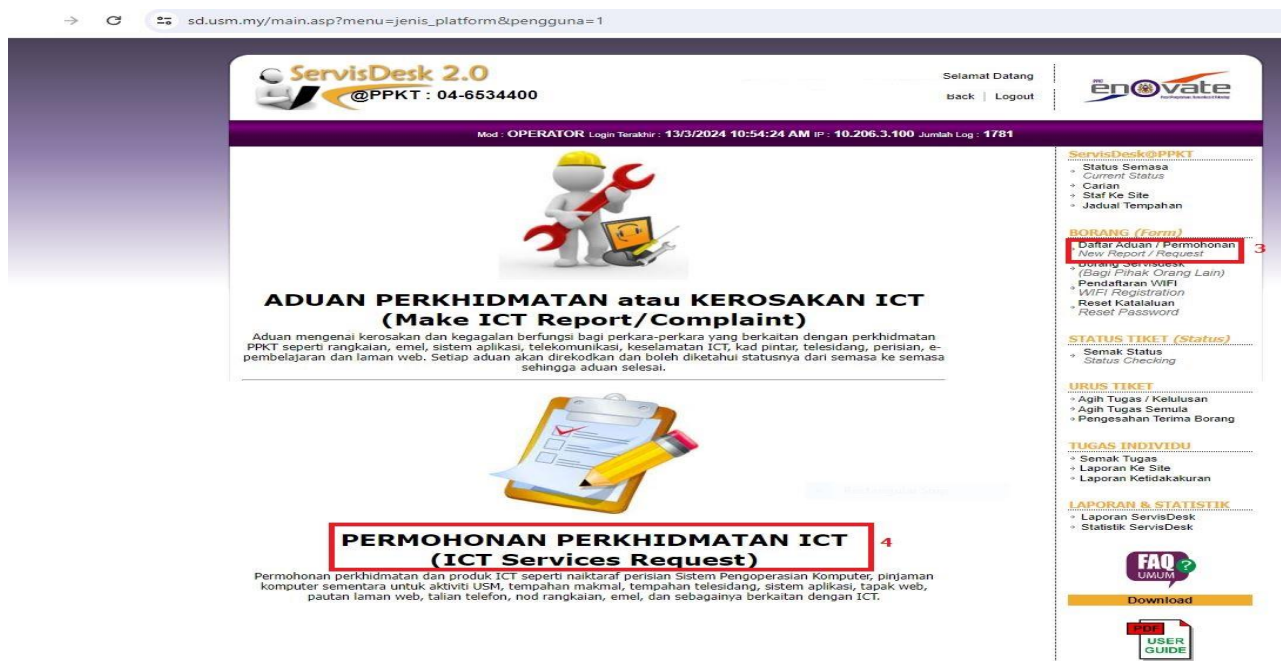 sd.usm.my/main.asp?menu=jenis_platform&pengguna=1
ServisDesk 2.0
@PPKT : 04-6534400
Selamat Datang
Back | Logout
enovate
Mod : OPERATOR Login Terakhir : 13/3/2024 10:54:24 AM IP : 10.206.3.100 Jumlah Log : 1781
ADUAN PERKHIDMATAN atau KEROSAKAN ICT
(Make ICT Report/Complaint)
Aduan mengenai kerosakan dan kegagalan berfungsi bagi perkara-perkara yang berkaitan dengan perkhidmatan
PPKT seperti rangkaian, emel, sistem aplikasi, telekomunikasi, keselamatan ICT, kad pintar, telesidang, perisian, e-
pembelajaran dan laman web. Setiap aduan akan direkodkan dan boleh diketahui statusnya dari semasa ke semasa
sehingga aduan selesai.
PERMOHONAN PERKHIDMATAN ICT
4
(ICT Services Request)
Permohonan perkhidmatan dan produk ICT seperti naiktaraf perisian Sistem Pengoperasian Komputer, pinjaman
komputer sementara untuk aktiviti USM, tempahan makmal, tempahan telesidang, sistem aplikasi, tapak web,
pautan laman web, talian telefon, nod rangkaian, emel, dan sebagainya berkaitan dengan ICT.
ServisDesk@PPKT
Status Semasa
Current Status
Carian
Staf Ke Site
Jadual Tempahan
BORANG (Form)
Daftar Aduan / Permohonan
3
New Report / Request
Borang Servisdesk
(Bagi Pihak Orang Lain)
Pendaftaran WIFI
WIFI Registration
Reset Katalaluan
Reset Password
STATUS TIKET (Status)
Semak Status
Status Checking
URUS TIKET
Agih Tugas / Kelulusan
Agih Tugas Semula
Pengesahan Terima Borang
TUGAS INDIVIDU
Semak Tugas
Laporan Ke Site
Laporan Ketidakakuran
LAPORAN & STATISTIK
Laporan ServisDesk
Statistik ServisDesk
FAQ ?
UMUM
Download
PDF
USER
GUIDE